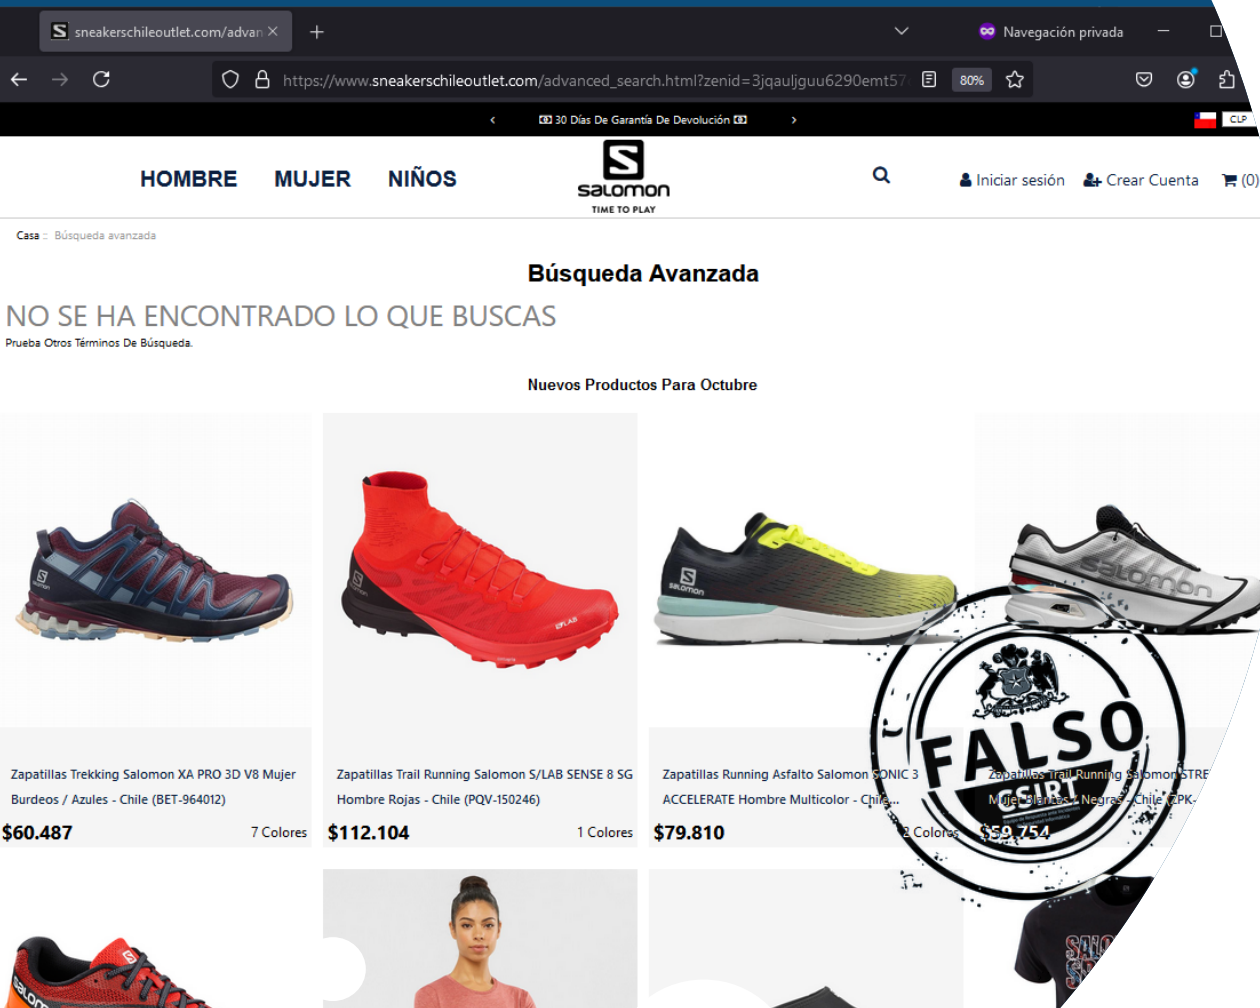 sneakerschileoutlet.com/advan
Navegación privada
https://www.sneakerschileoutlet.com/advanced_search.html?zenid=3jqauljguu6290emt57
80%
30 Días De Garantía De Devolución
CLP
HOMBRE MUJER NIÑOS
S
salomon
TIME TO PLAY
Iniciar sesión Crear Cuenta (0)
Casa :: Búsqueda avanzada
Búsqueda Avanzada
NO SE HA ENCONTRADO LO QUE BUSCAS
Prueba Otros Términos De Búsqueda.
Nuevos Productos Para Octubre
salomon
S/LAB
salomon
salomon
FALSO
CSIRT
Zapatillas Trekking Salomon XA PRO 3D V8 Mujer
Burdeos / Azules - Chile (BET-964012)
$60.487 7 Colores
Zapatillas Trail Running Salomon S/LAB SENSE 8 SG
Hombre Rojas - Chile (PQV-150246)
$112.104 1 Colores
Zapatillas Running Asfalto Salomon SONIC 3
ACCELERATE Hombre Multicolor - Chile...
$79.810 2 Colores
Zapatillas Trail Running Salomon STRE
Mujer Blancas / Negras - Chile (ZPK-
$59.754